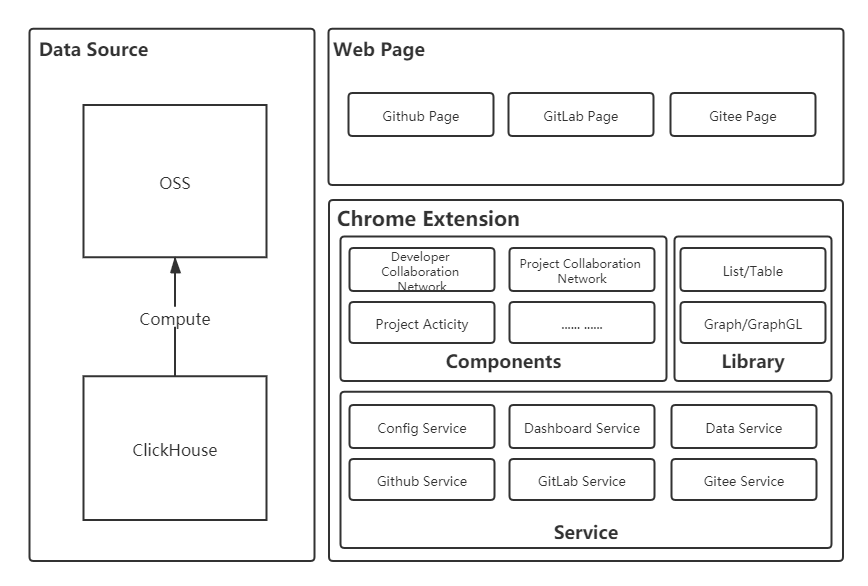 Data Source
OSS
Compute
ClickHouse
Web Page
Github Page
GitLab Page
Gitee Page
Chrome Extension
Developer
Collaboration
Network
Project Collaboration
Network
Project Acticity
...... ......
Components
List/Table
Graph/GraphGL
Library
Config Service
Dashboard Service
Data Service
Github Service
GitLab Service
Gitee Service
Service